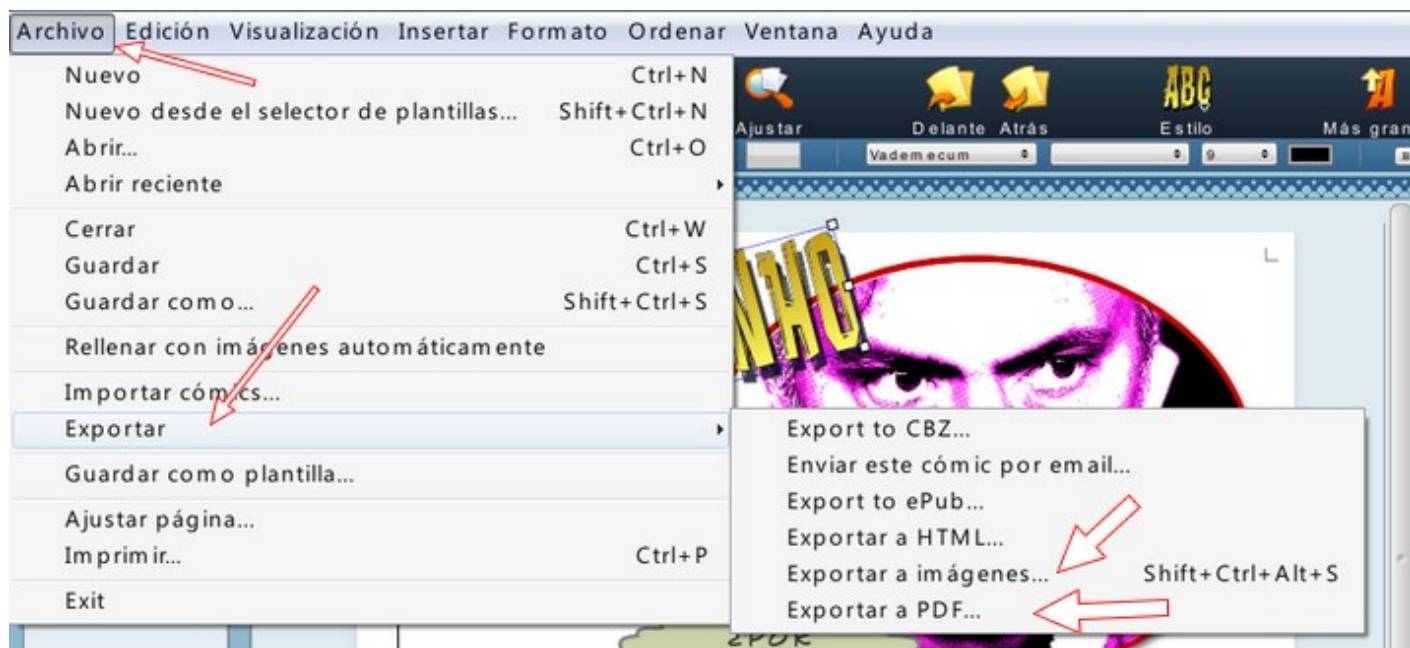 Archivo Edición Visualización Insertar Formato Ordenar Ventana Ayuda
Nuevo Ctrl+N
Nuevo desde el selector de plantillas... Shift+Ctrl+N
Abrir... Ctrl+O
Abrir reciente
Cerrar Ctrl+W
Guardar Ctrl+S
Guardar como... Shift+Ctrl+S
Rellenar con imágenes automáticamente
Importar cómics...
Exportar
Guardar como plantilla...
Ajustar página...
Imprimir... Ctrl+P
Exit
ABC
Ajustar Delante Atrás Estilo Más gran
Vademecum 9 B
NHO
Export to CBZ...
Enviar este cómic por email...
Export to ePub...
Exportar a HTML...
Exportar a imágenes... Shift+Ctrl+Alt+S
Exportar a PDF...
¿POR